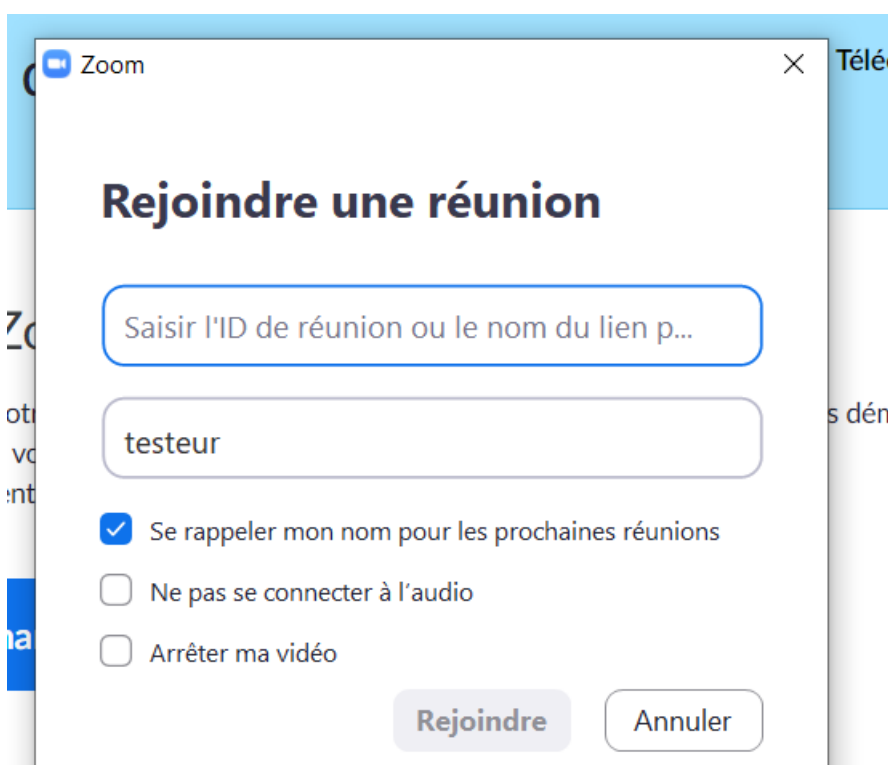 Zoom
Télé
Rejoindre une réunion
Saisir l'ID de réunion ou le nom du lien p...
testeur
Se rappeler mon nom pour les prochaines réunions
Ne pas se connecter à l'audio
Arrêter ma vidéo
Rejoindre
Annuler